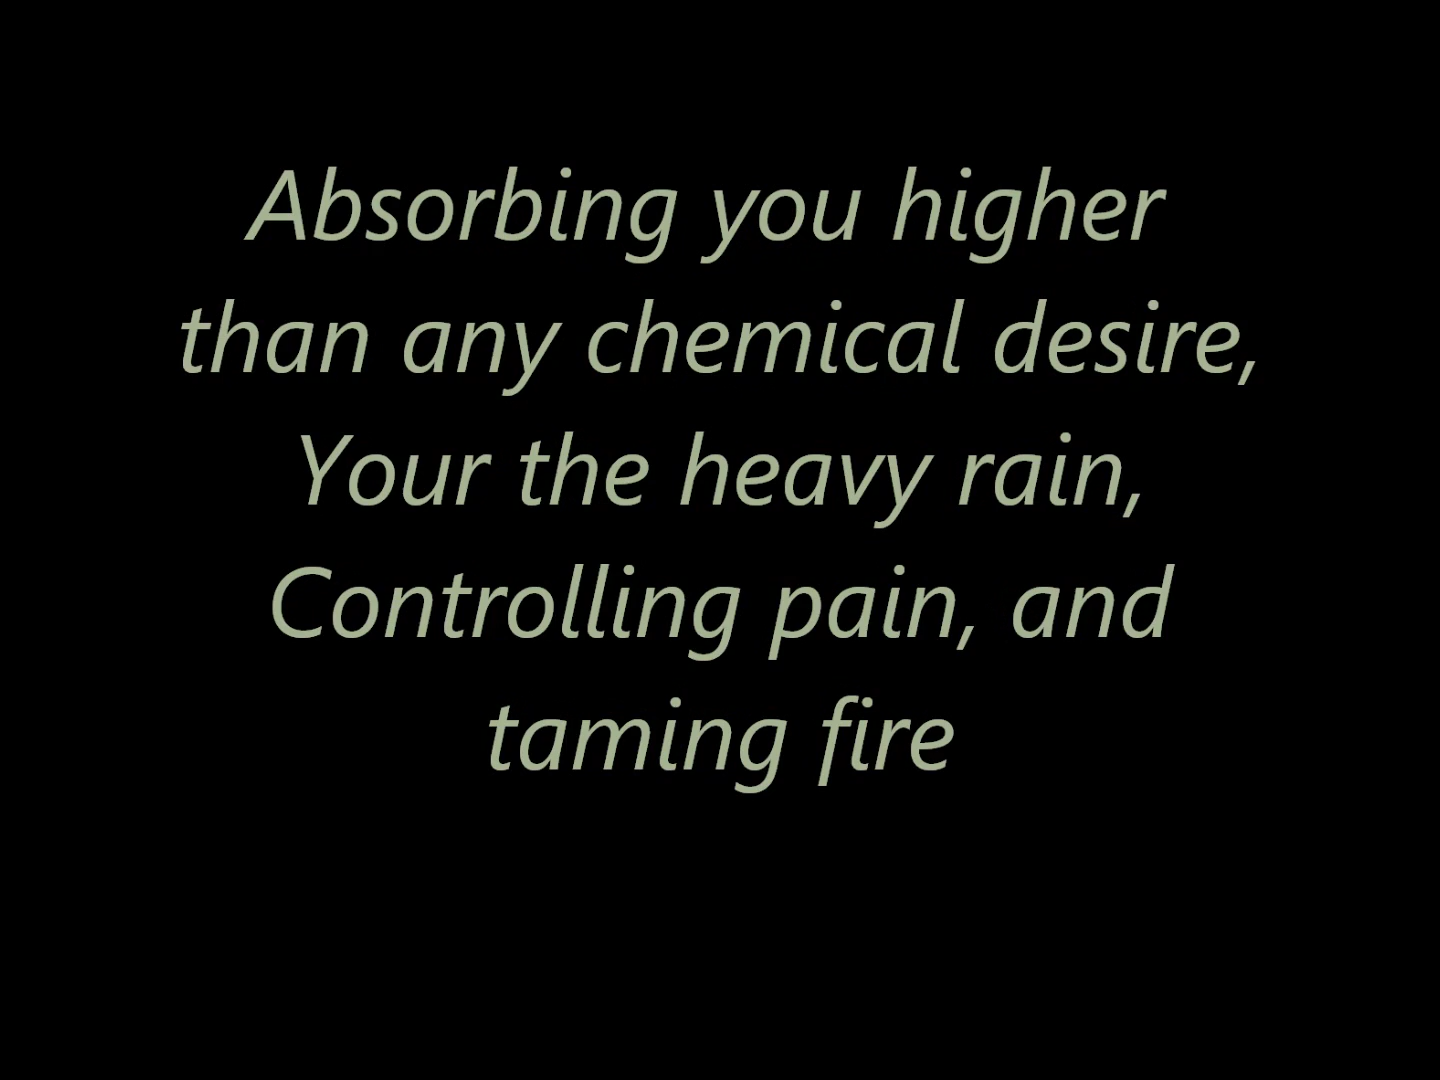 Absorbing you higher
than any chemical desire,
Your the heavy rain,
Controlling pain, and
taming fire